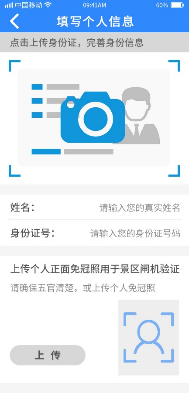 中国移动 09:41AM 60%
填写个人信息
点击上传身份证，完善身份信息
姓名： 请输入您的真实姓名
身份证号： 请输入您的身份证号码
上传个人正面免冠照用于景区闸机验证
请确保五官清楚，或上传个人免冠照
上 传